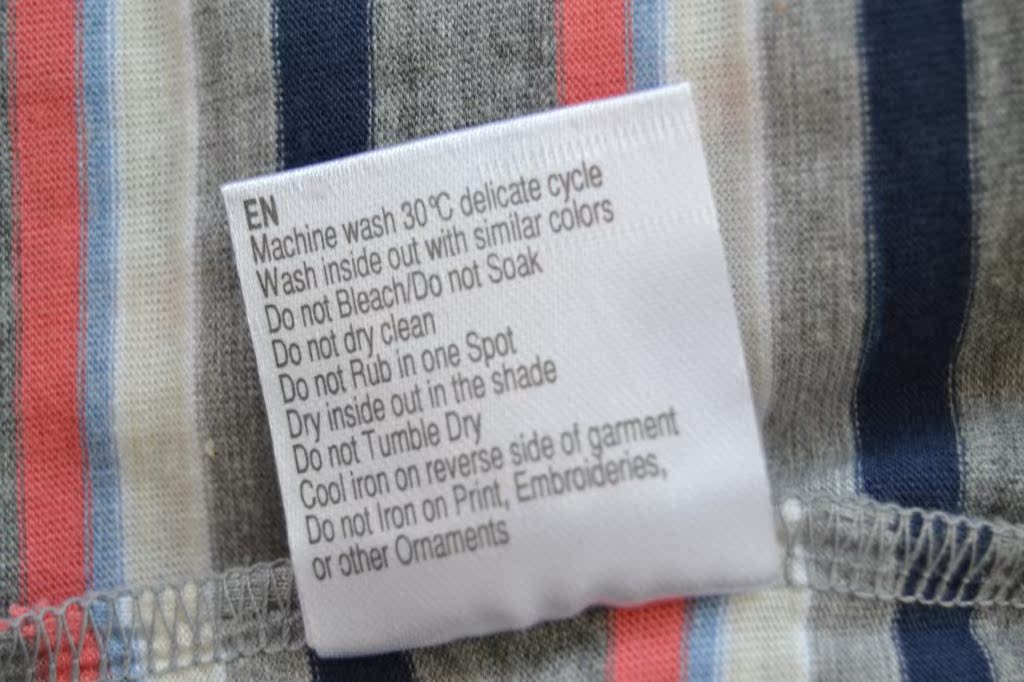 EN
Machine wash 30°C delicate cycle
Wash inside out with similar colors
Do not Bleach/Do not Soak
Do not dry clean
Do not Rub in one Spot
Dry inside out in the shade
Do not Tumble Dry
Cool iron on reverse side of garment
Do not Iron on Print, Embroideries,
or other Ornaments